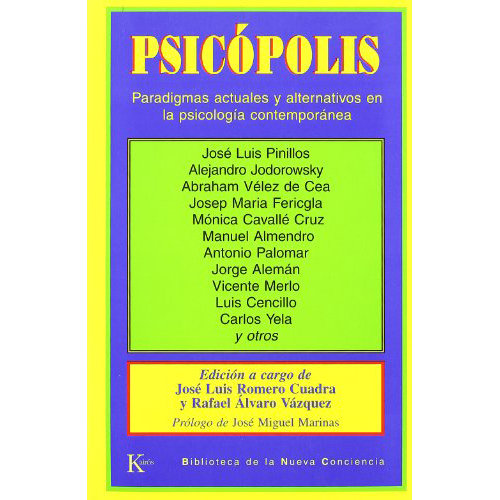 PSICÓPOLIS
Paradigmas actuales y alternativos en
la psicología contemporánea
José Luis Pinillos
Alejandro Jodorowsky
Abraham Vélez de Cea
Josep Maria Fericgla
Mónica Cavallé Cruz
Manuel Almendro
Antonio Palomar
Jorge Alemán
Vicente Merlo
Luis Cencillo
Carlos Yela
y otros
Edición a cargo de
José Luis Romero Cuadra
y Rafael Álvaro Vázquez
Prólogo de José Miguel Marinas
Kairós
Biblioteca de la Nueva Conciencia